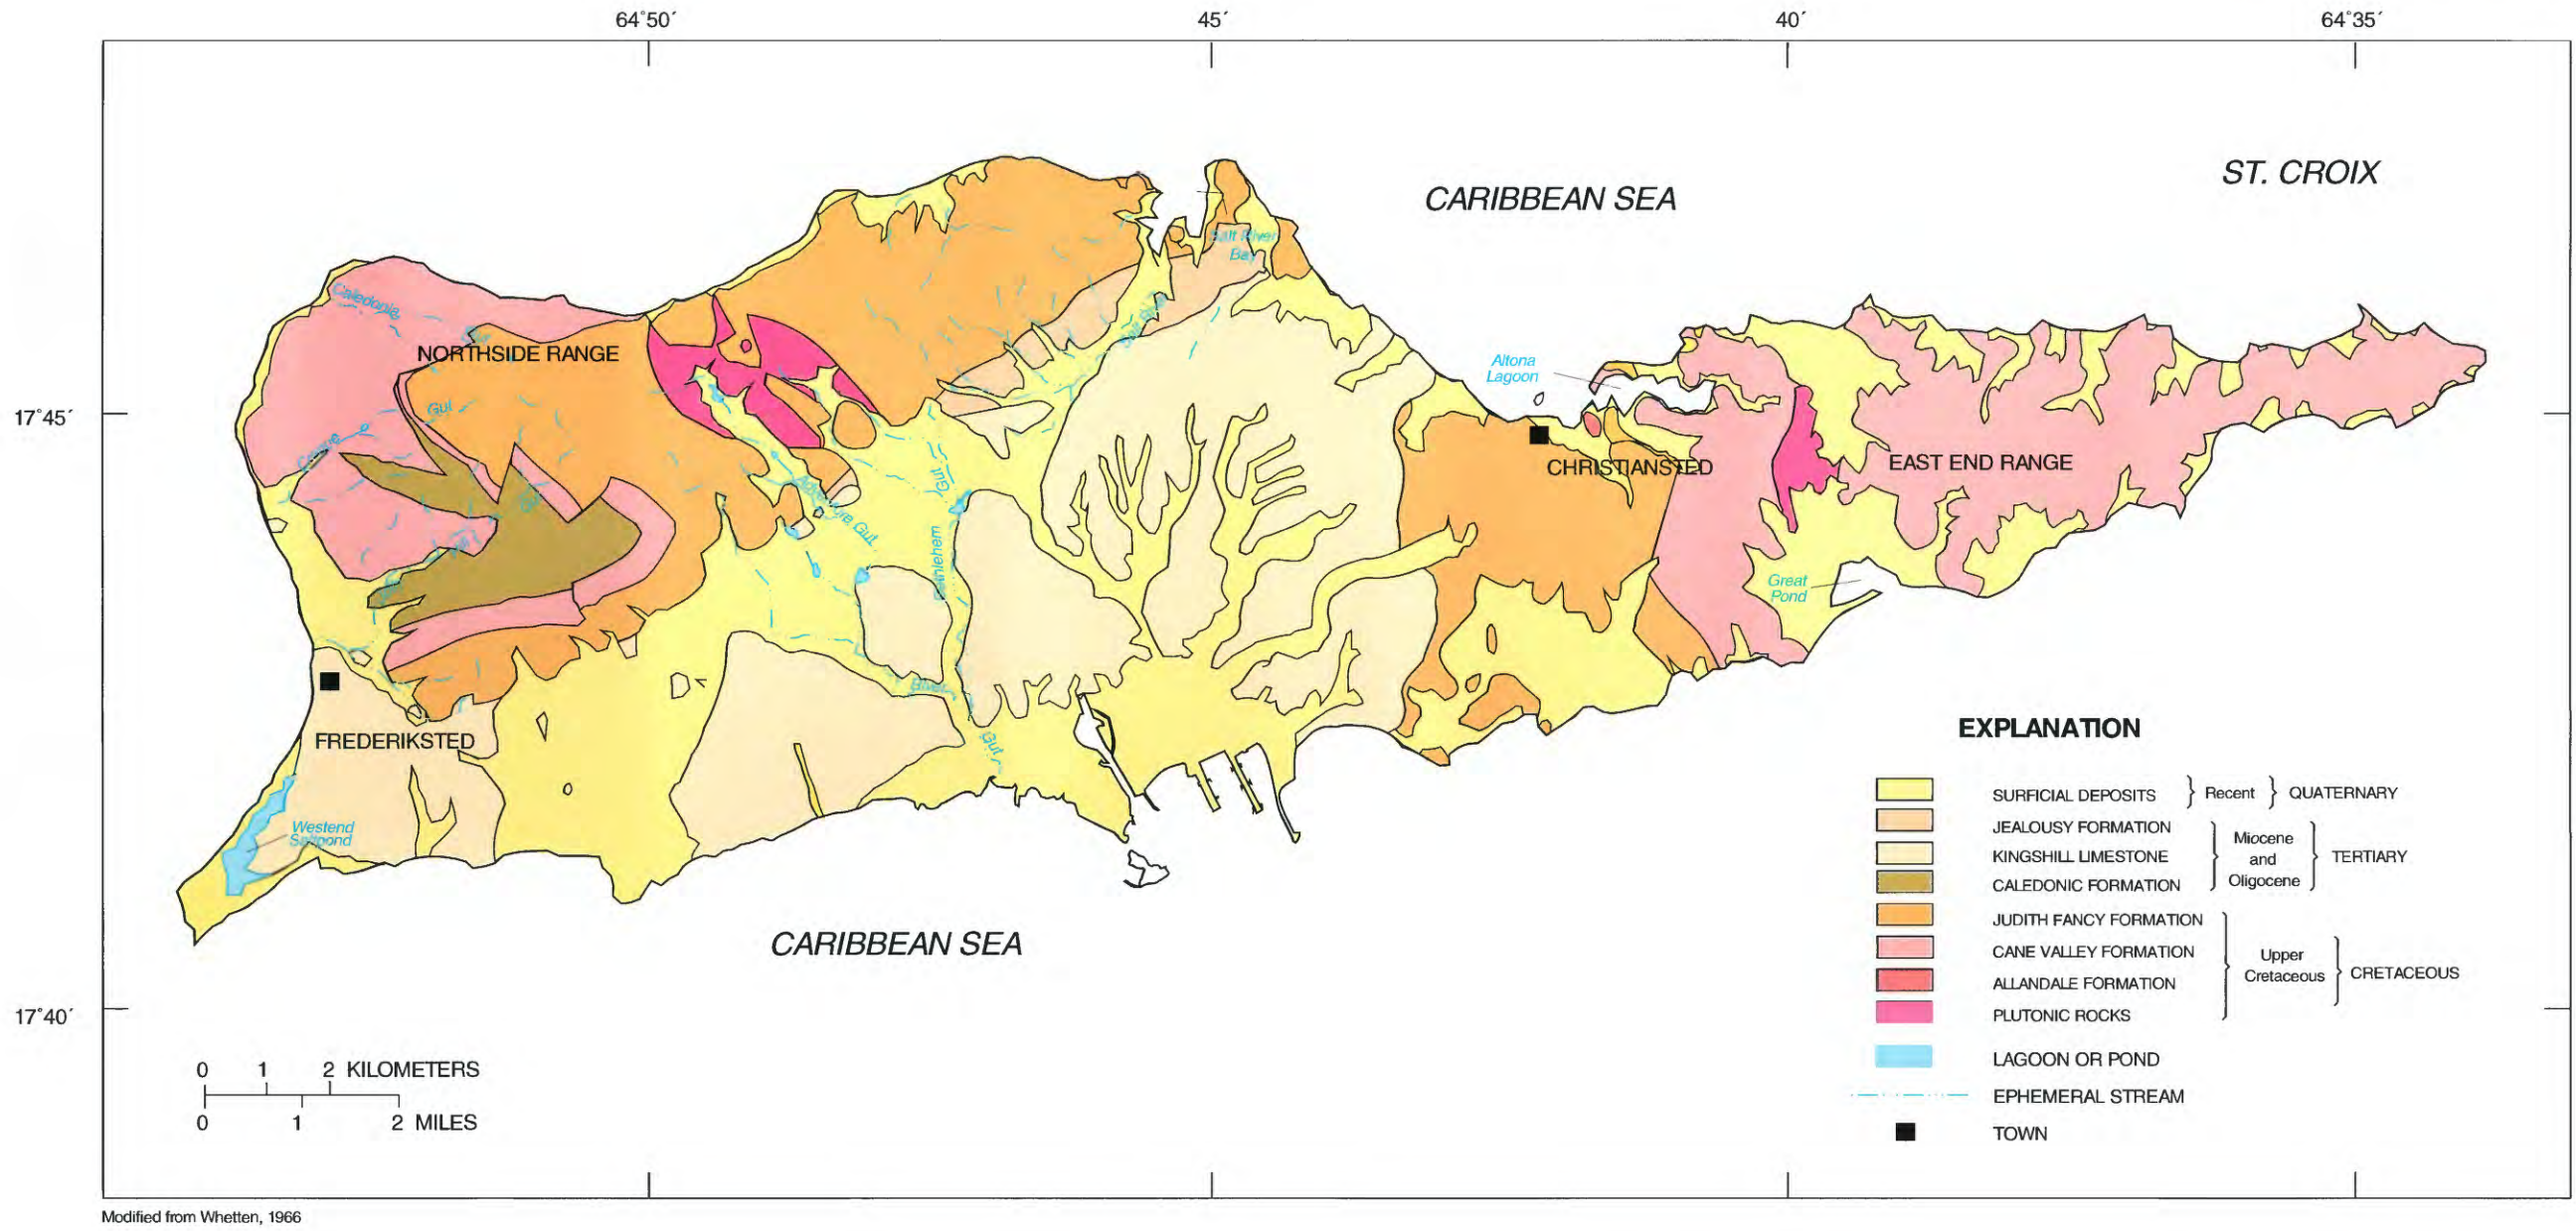 64°50′ 45′ 40′ 64°35′
ST. CROIX
CARIBBEAN SEA
Salt River
Bay
Caledonia
NORTHSIDE RANGE
Altona
Lagoon
17°45′
Gut
CHRISTIANSTED
EAST END RANGE
Gut
Adventure Gut
Bethlehem
Great
Pond
River
FREDERIKSTED
Gut
Westend
Saltpond
CARIBBEAN SEA
17°40′
EXPLANATION
SURFICIAL DEPOSITS Recent QUATERNARY
JEALOUSY FORMATION
KINGSHILL LIMESTONE
CALEDONIC FORMATION
Miocene
and
Oligocene
TERTIARY
JUDITH FANCY FORMATION
CANE VALLEY FORMATION
ALLANDALE FORMATION
PLUTONIC ROCKS
Upper
Cretaceous
CRETACEOUS
LAGOON OR POND
EPHEMERAL STREAM
TOWN
0 1 2 KILOMETERS
0 1 2 MILES
Modified from Whetten, 1966